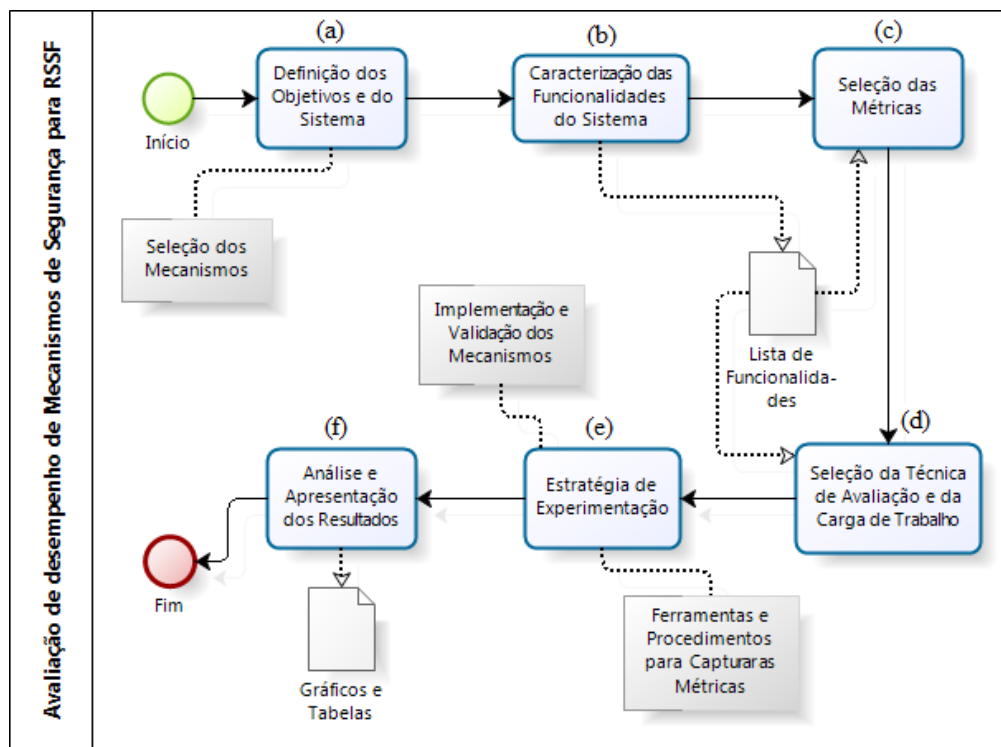 Avaliação de desempenho de Mecanismos de Segurança para RSSF
(a)
Definição dos
Objetivos e do
Sistema
(b)
Caracterização das
Funcionalidades
do Sistema
(c)
Seleção das
Métricas
Início
Seleção dos
Mecanismos
Implementação e
Validação dos
Mecanismos
Lista de
Funcionalida-
des
(d)
Seleção da Técnica
de Avaliação e da
Carga de Trabalho
(e)
Estratégia de
Experimentação
(f)
Análise e
Apresentação
dos Resultados
Fim
Gráficos e
Tabelas
Ferramentas e
Procedimentos
para Capturaras
Métricas